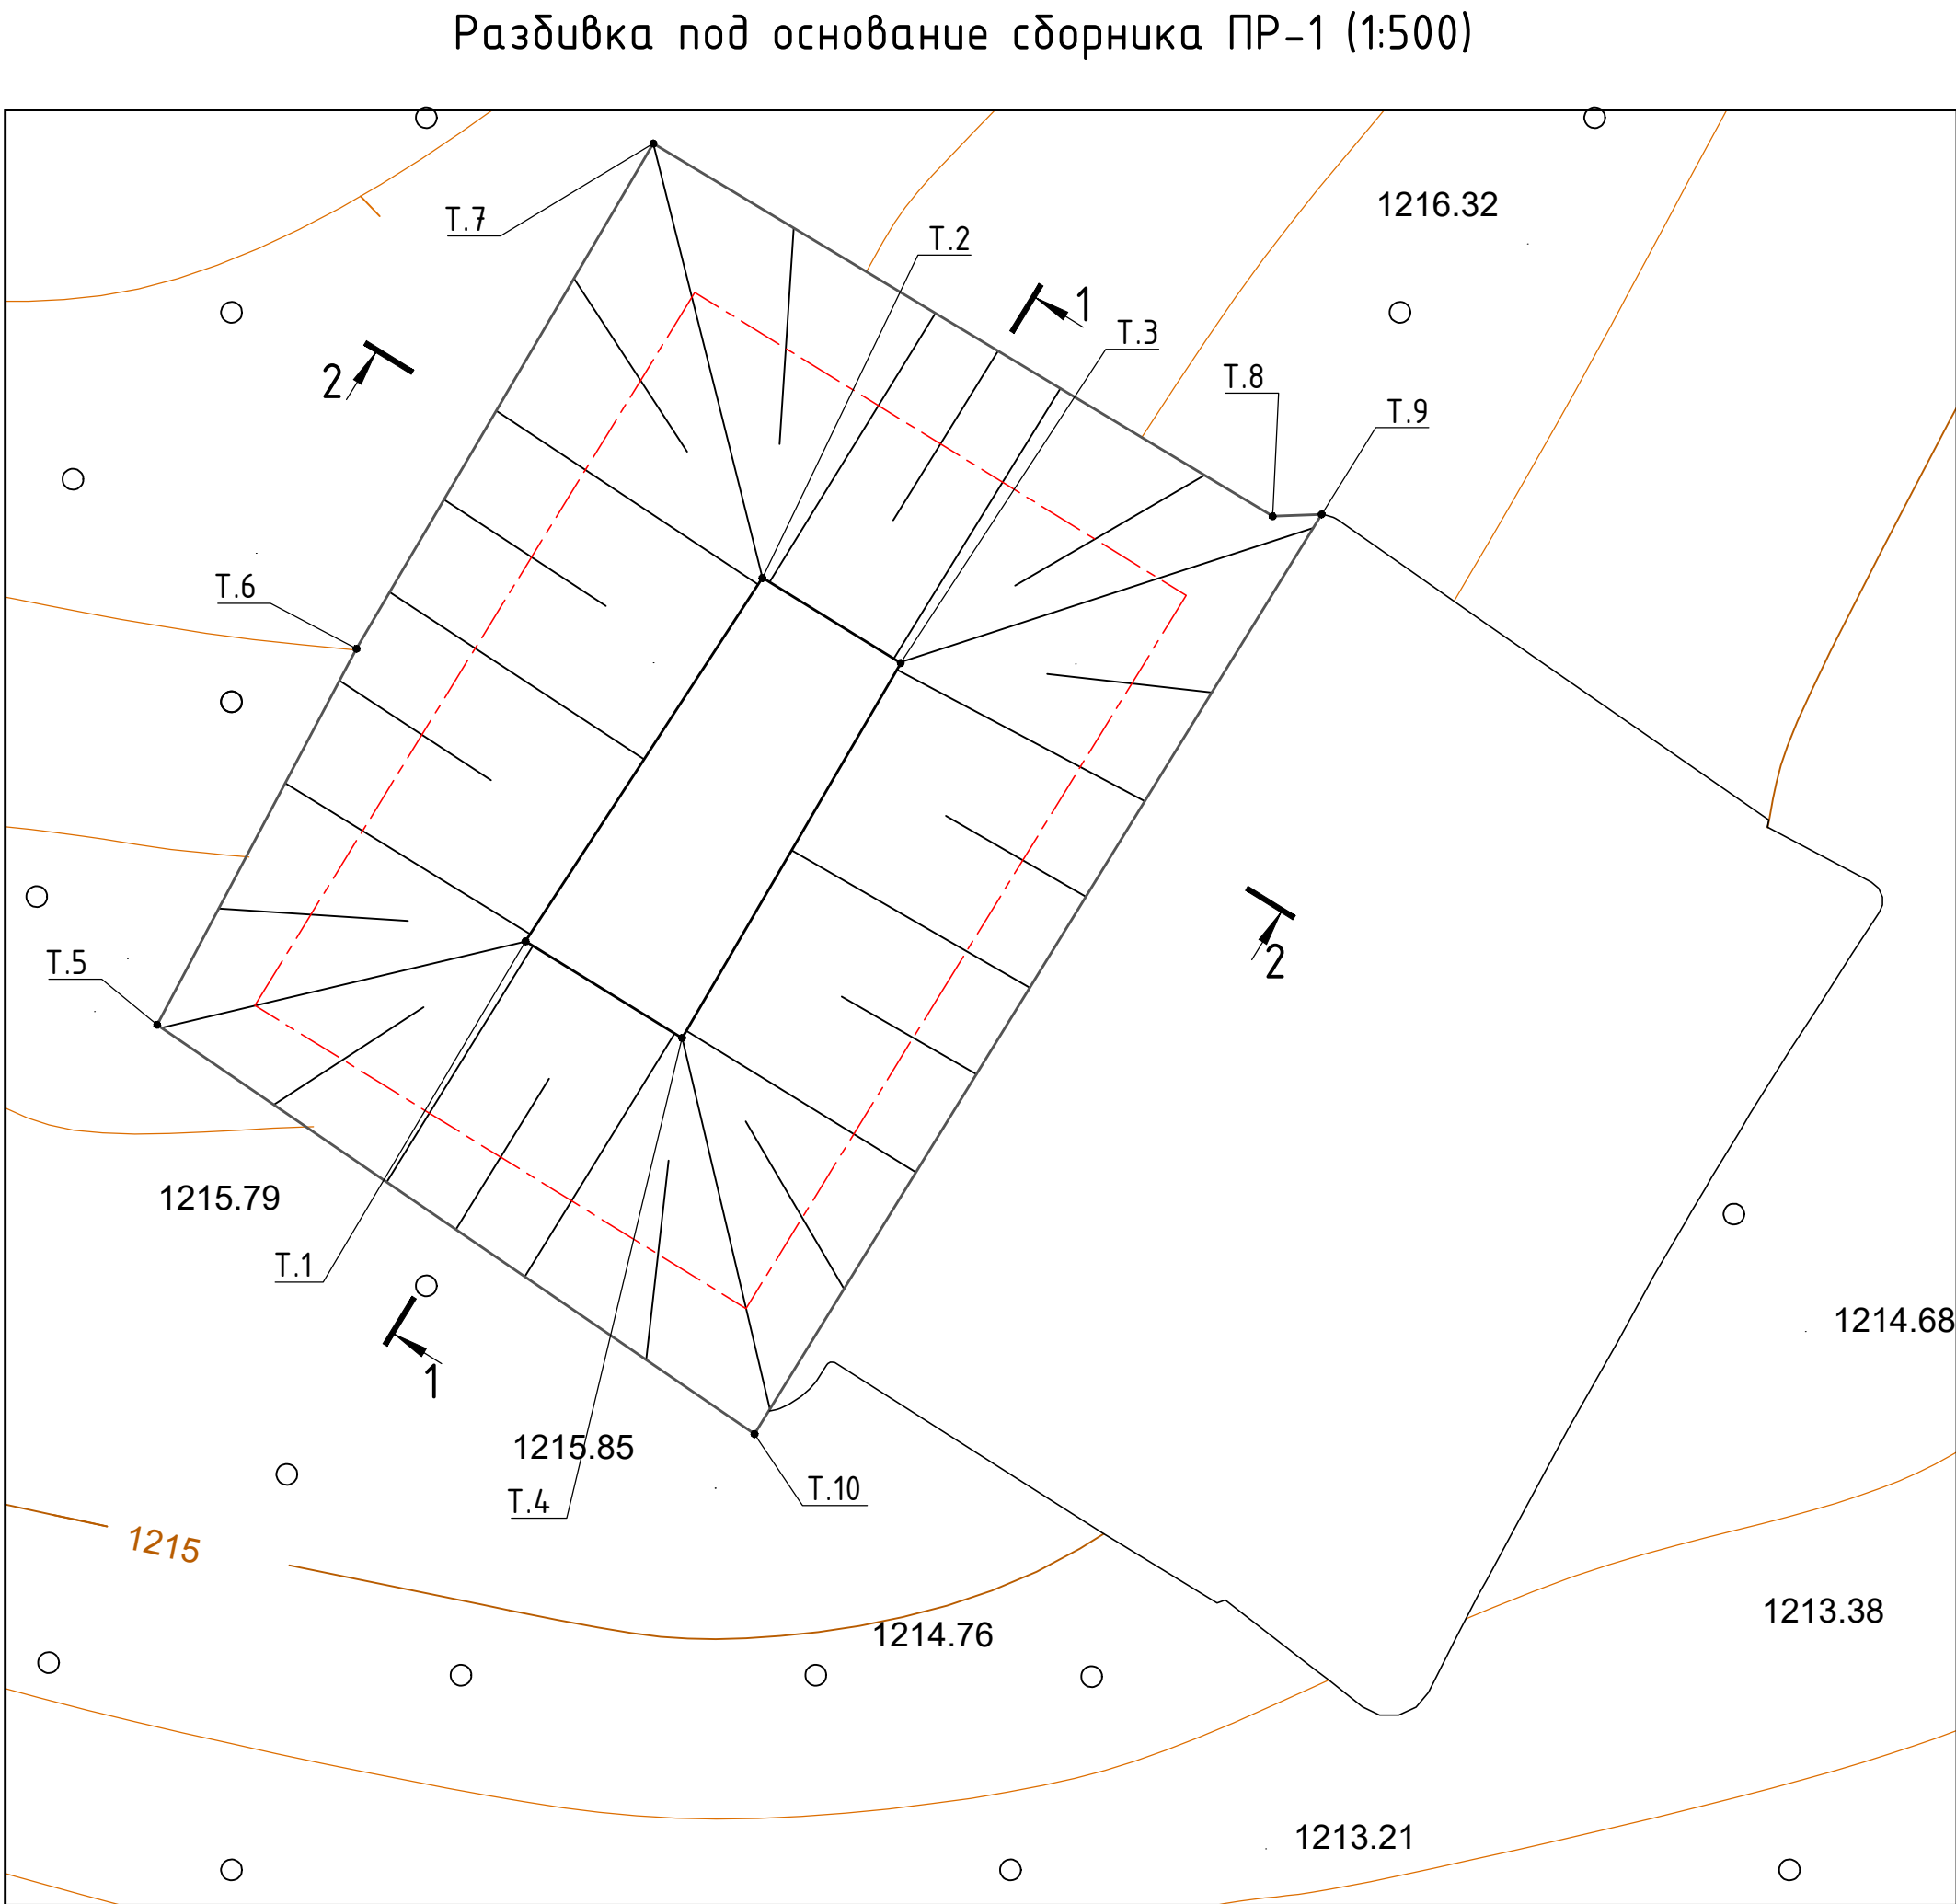 Разбивка под основание сборника ПР-1 (1:500)
1216.32
Т.7
Т.2
1
Т.3
2
Т.8
Т.9
Т.6
Т.5
2
1215.79
Т.1
1214.68
1
1215.85
Т.10
Т.4
1215
1213.38
1214.76
1213.21